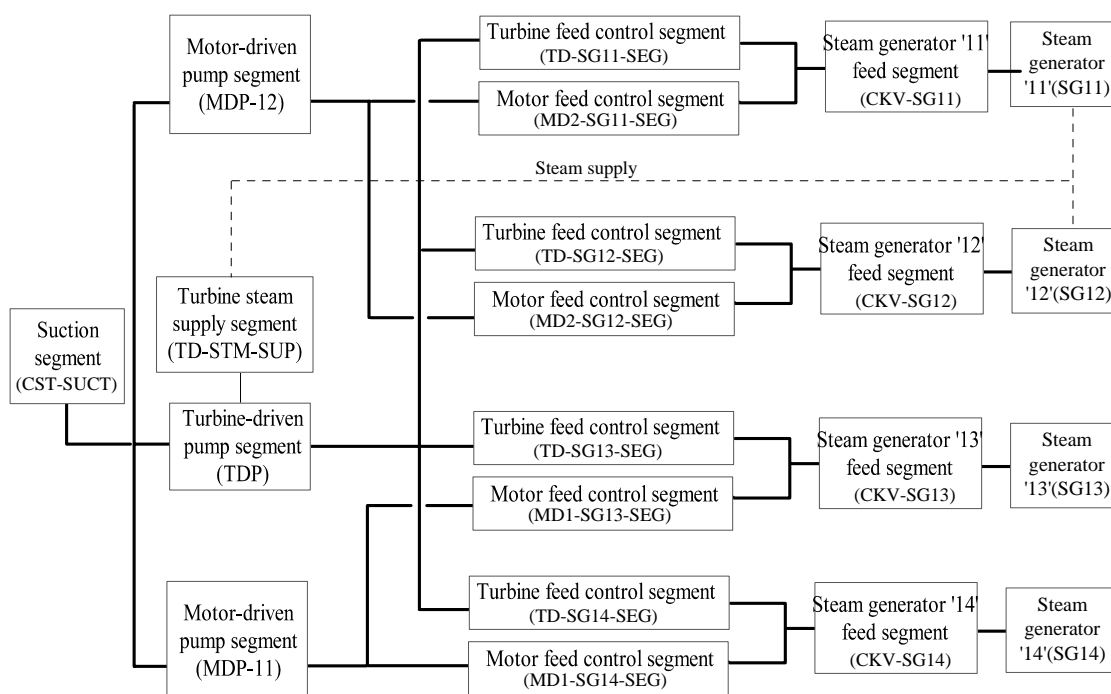 Motor-driven
pump segment
(MDP-12)
Turbine feed control segment
(TD-SG11-SEG)
Motor feed control segment
(MD2-SG11-SEG)
Steam generator '11'
feed segment
(CKV-SG11)
Steam
generator
'11'(SG11)
Steam supply
Turbine feed control segment
(TD-SG12-SEG)
Motor feed control segment
(MD2-SG12-SEG)
Steam generator '12'
feed segment
(CKV-SG12)
Steam
generator
'12'(SG12)
Suction
segment
(CST-SUCT)
Turbine steam
supply segment
(TD-STM-SUP)
Turbine-driven
pump segment
(TDP)
Turbine feed control segment
(TD-SG13-SEG)
Motor feed control segment
(MD1-SG13-SEG)
Steam generator '13'
feed segment
(CKV-SG13)
Steam
generator
'13'(SG13)
Motor-driven
pump segment
(MDP-11)
Turbine feed control segment
(TD-SG14-SEG)
Motor feed control segment
(MD1-SG14-SEG)
Steam generator '14'
feed segment
(CKV-SG14)
Steam
generator
'14'(SG14)